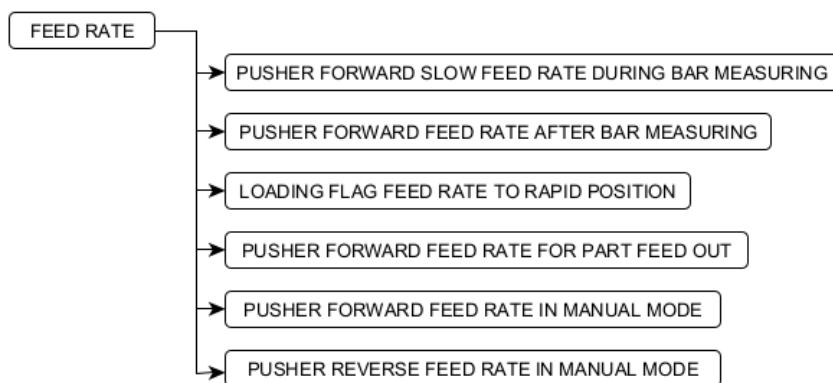 FEED RATE
PUSHER FORWARD SLOW FEED RATE DURING BAR MEASURING
PUSHER FORWARD FEED RATE AFTER BAR MEASURING
LOADING FLAG FEED RATE TO RAPID POSITION
PUSHER FORWARD FEED RATE FOR PART FEED OUT
PUSHER FORWARD FEED RATE IN MANUAL MODE
PUSHER REVERSE FEED RATE IN MANUAL MODE